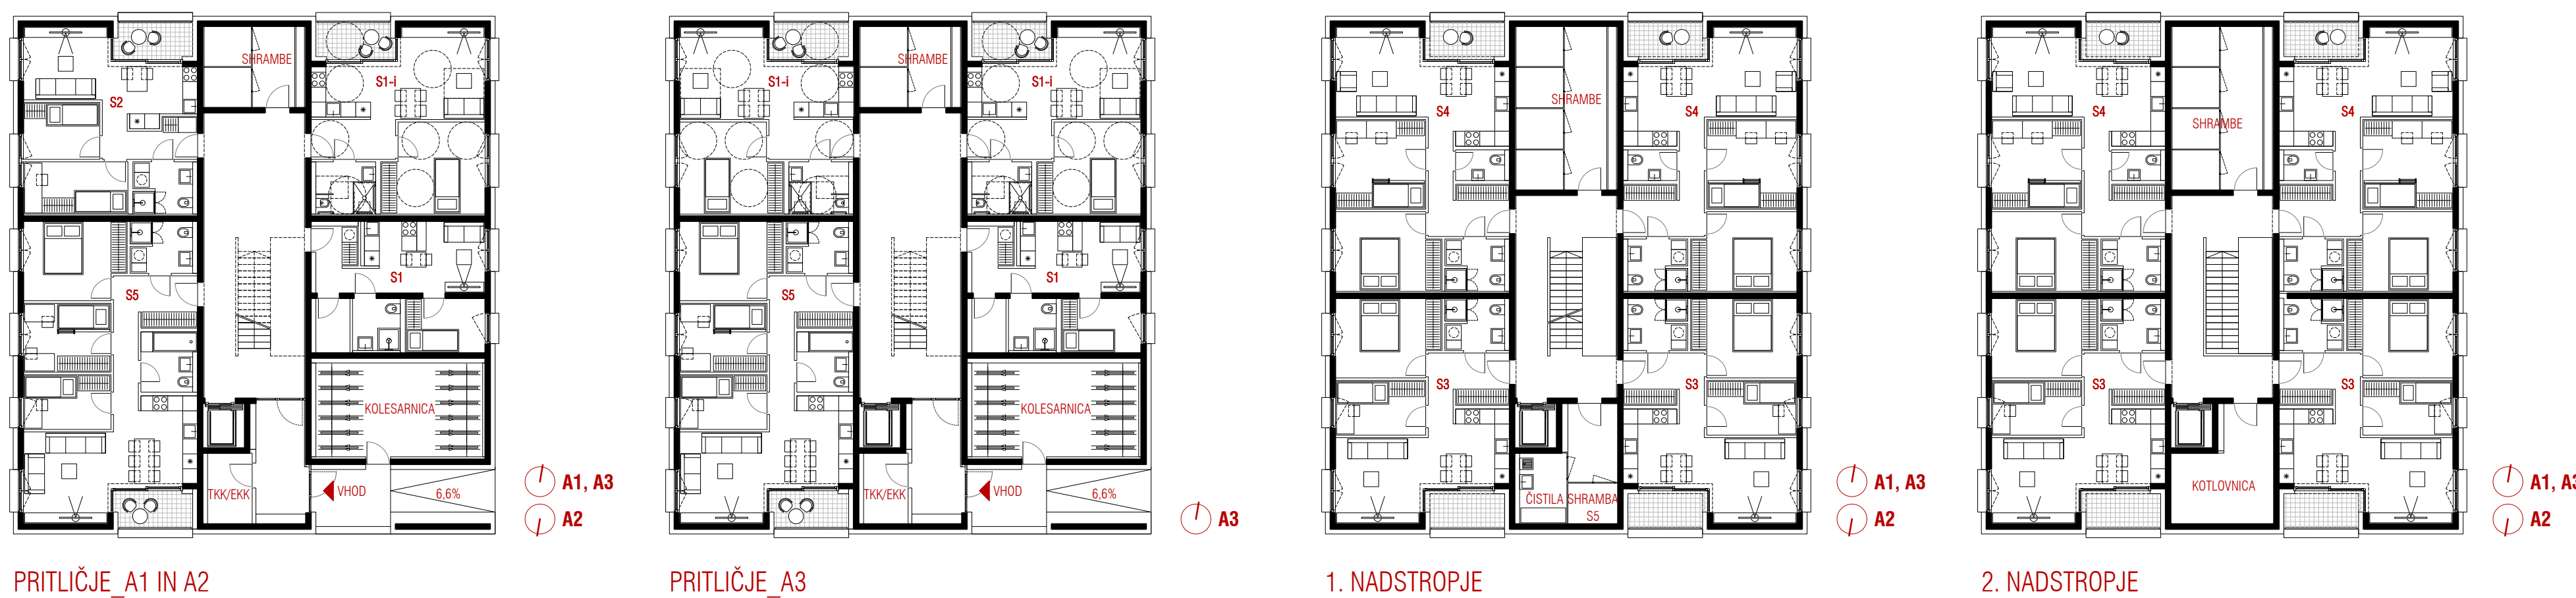 SHRAMBE
S1-i
S2
S5
S1
KOLESARNICA
TKK/EKK
VHOD
6,6%
A1, A3
A2
PRITLIČJE_A1 IN A2
SHRAMBE
S1-i
S1-i
S5
S1
KOLESARNICA
TKK/EKK
VHOD
6,6%
A3
PRITLIČJE_A3
SHRAMBE
S4
S4
S3
S3
ČISTILA
SHRAMBA
S5
A1, A3
A2
1. NADSTROPJE
S4
S4
SHRAMBE
S3
S3
KOTLOVNICA
A1, A3
A2
2. NADSTROPJE